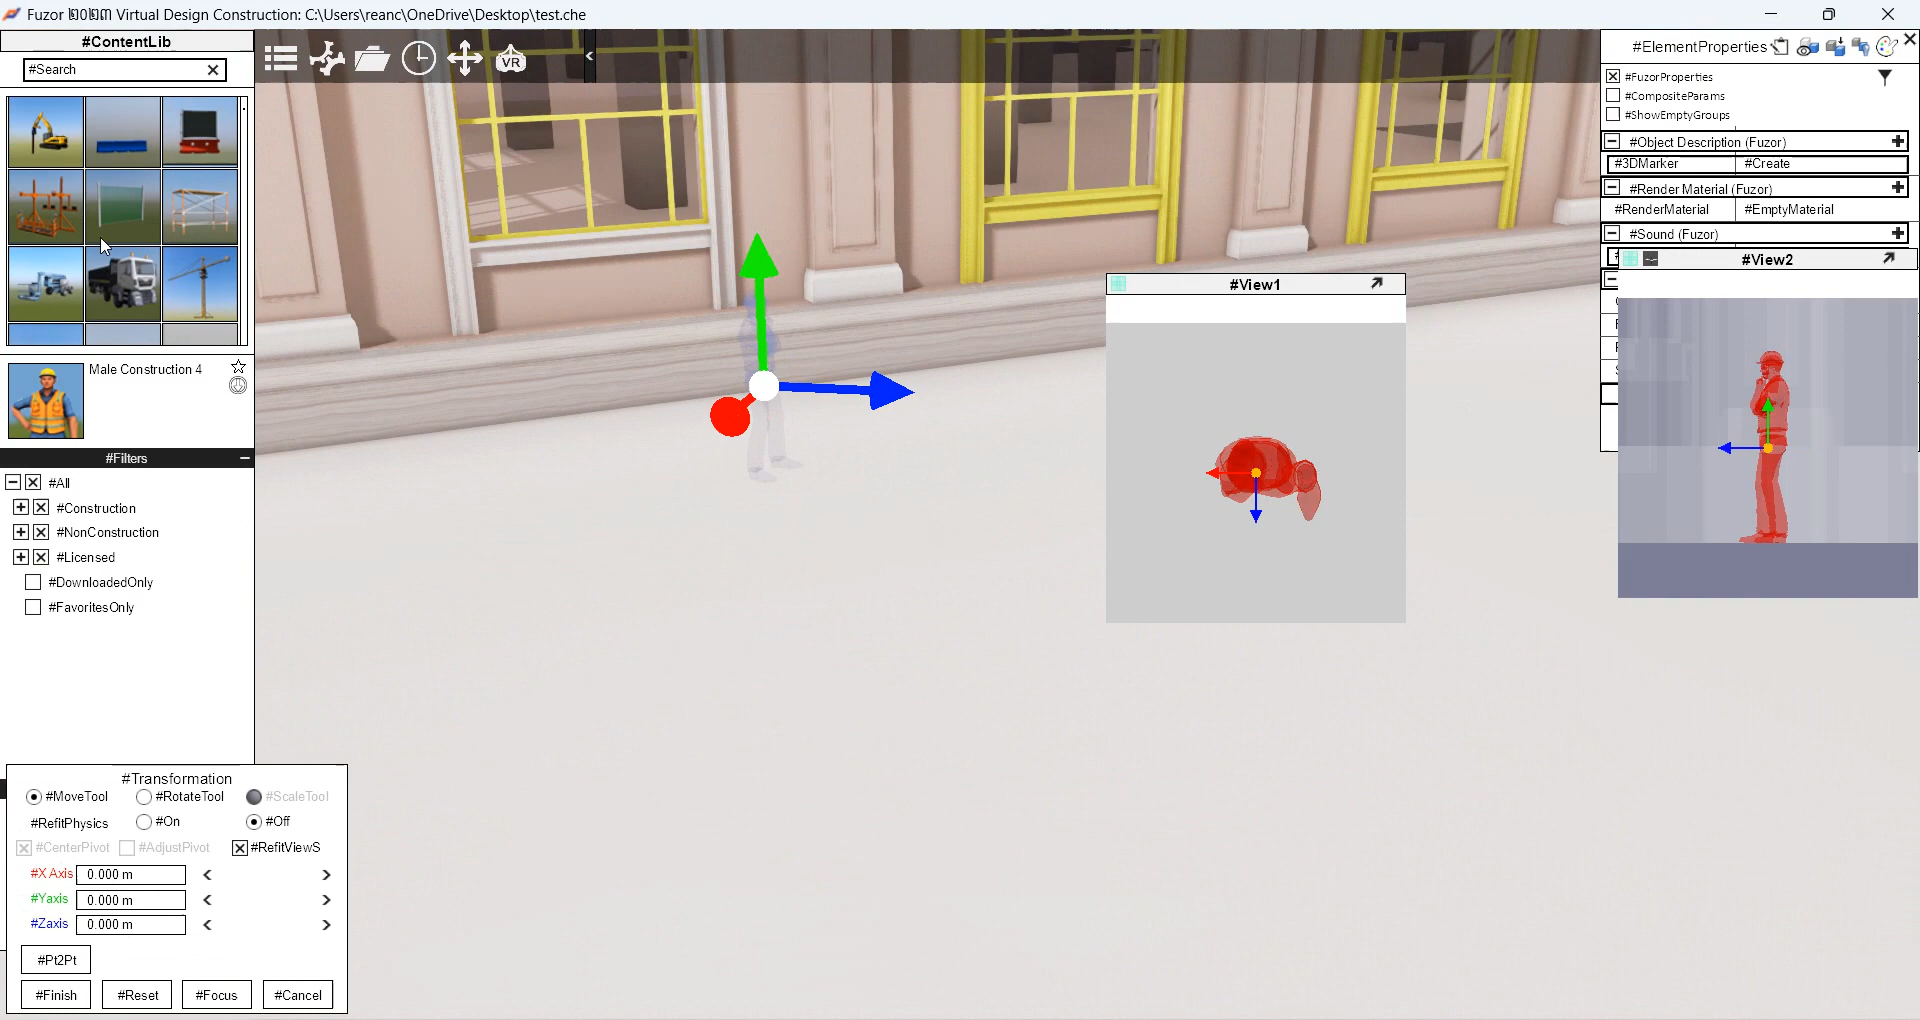 Virtual Design Construction: C:\Users\reanc\OneDrive\Desktop\test.che
#ContentLib
#Search
VR
Male Construction 4
#Filters
#All
#Construction
#NonConstruction
#Licensed
#DownloadedOnly
#FavoritesOnly
#Transformation
#MoveTool #RotateTool #ScaleTool
#RefitPhysics #On #Off
#CenterPivot #AdjustPivot #RefitViewS
#X Axis 0.000 m
#Yaxis 0.000 m
#Zaxis 0.000 m
#Pt2Pt
#Finish #Reset #Focus #Cancel
#View1
#ElementProperties
#FuzorProperties
#CompositeParams
#ShowEmptyGroups
#Object Description (Fuzor)
#3DMarker #Create
#Render Material (Fuzor)
#RenderMaterial #EmptyMaterial
#Sound (Fuzor)
#View2